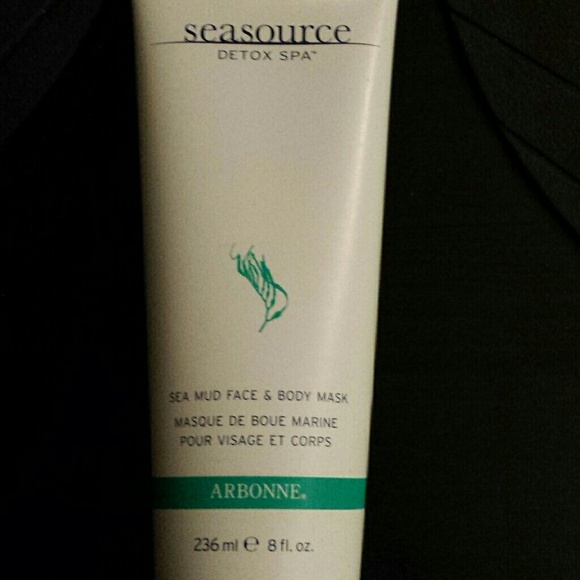 seasource
DETOX SPA™
SEA MUD FACE & BODY MASK
MASQUE DE BOUE MARINE
POUR VISAGE ET CORPS
ARBONNE®
236 ml ℮ 8 fl. oz.